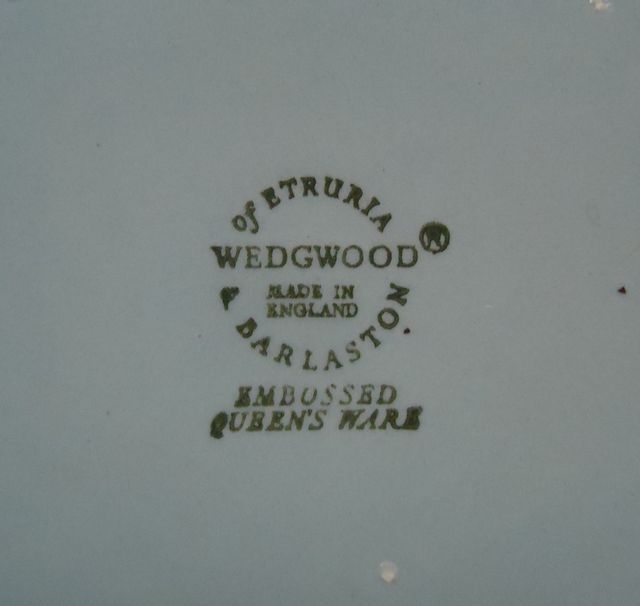 of ETRURIA
WEDGWOOD ®
MADE IN
ENGLAND
& BARLASTON
EMBOSSED
QUEEN'S WARE